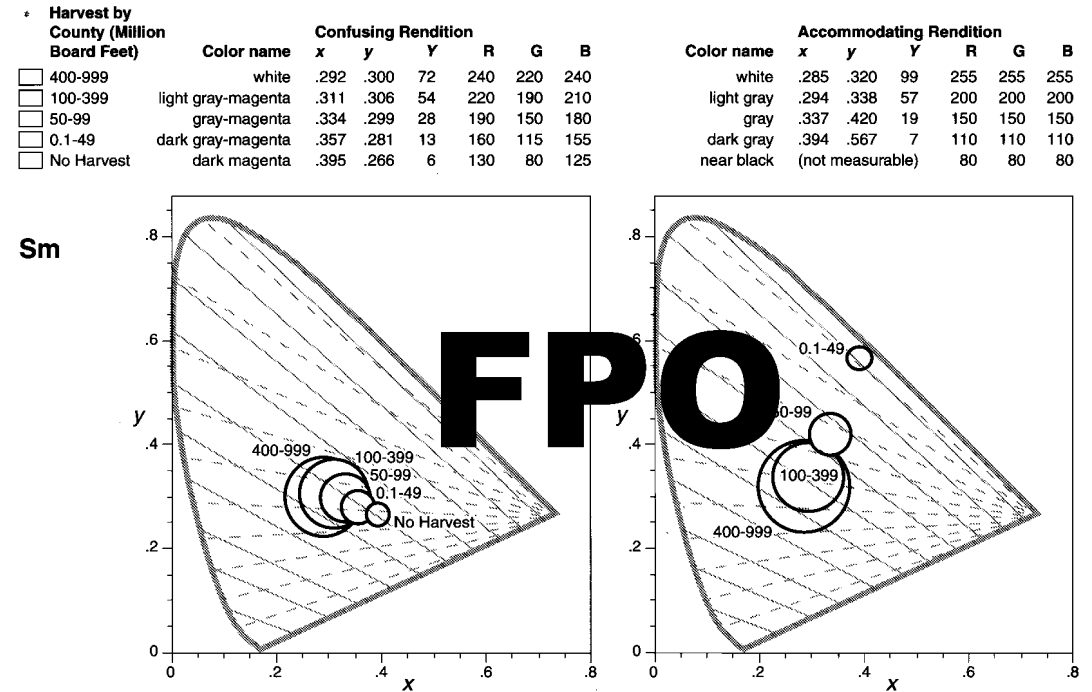 Harvest by
County (Million
Board Feet)
Confusing Rendition
Color name x y Y R G B
400-999 white .292 .300 72 240 220 240
100-399 light gray-magenta .311 .306 54 220 190 210
50-99 gray-magenta .334 .299 28 190 150 180
0.1-49 dark gray-magenta .357 .281 13 160 115 155
No Harvest dark magenta .395 .266 6 130 80 125
Accommodating Rendition
Color name x y Y R G B
white .285 .320 99 255 255 255
light gray .294 .338 57 200 200 200
gray .337 .420 19 150 150 150
dark gray .394 .567 7 110 110 110
near black (not measurable) 80 80 80
Sm
FPO
.8
.4
.2
0
y
400-999
100-399
50-99
0.1-49
No Harvest
0 .2 .4 .6 .8
x
.8
.6
.4
.2
0
y
0.1-49
50-99
100-399
400-999
0 .2 .4 .6 .8
x